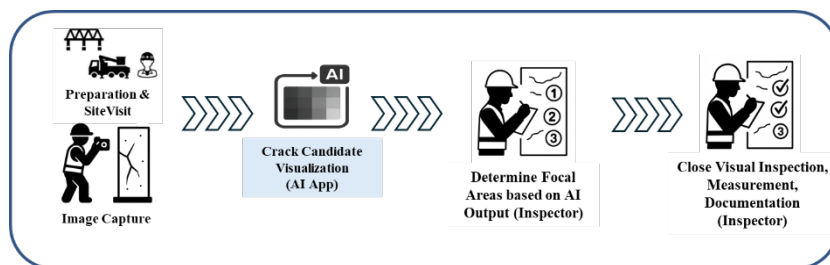 Preparation &
SiteVisit
Image Capture
AI
Crack Candidate
Visualization
(AI App)
1
2
3
Determine Focal
Areas based on AI
Output (Inspector)
3
Close Visual Inspection,
Measurement,
Documentation
(Inspector)